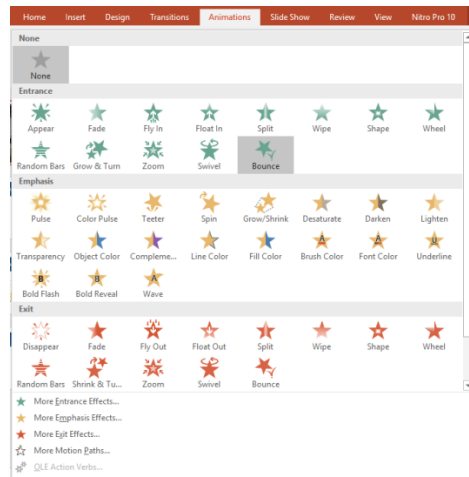 Home Insert Design Transitions Animations Slide Show Review View Nitro Pro 10
None
None
Entrance
Appear Fade Fly In Float In Split Wipe Shape Wheel
Random Bars Grow & Turn Zoom Swivel Bounce
Emphasis
Pulse Color Pulse Teeter Spin Grow/Shrink Desaturate Darken Lighten
Transparency Object Color Compleme... Line Color Fill Color Brush Color Font Color Underline
Bold Flash Bold Reveal Wave
Exit
Disappear Fade Fly Out Float Out Split Wipe Shape Wheel
Random Bars Shrink & Tu... Zoom Swivel Bounce
More Entrance Effects...
More Emphasis Effects...
More Exit Effects...
More Motion Paths...
OLE Action Verbs...